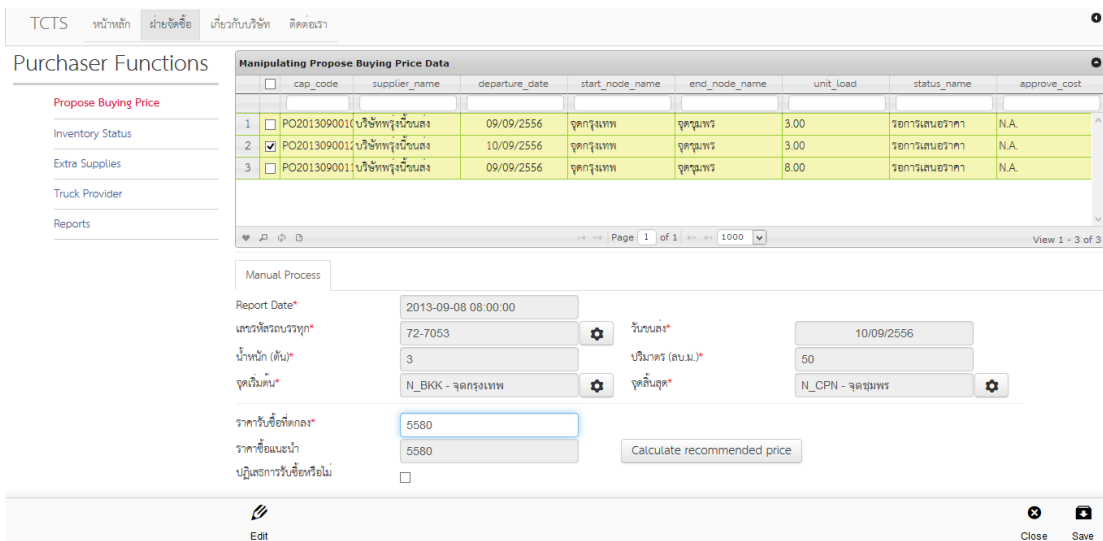 TCTS หน้าหลัก ฝ่ายจัดซื้อ เกี่ยวกับบริษัท ติดต่อเรา
Purchaser Functions
Propose Buying Price
Inventory Status
Extra Supplies
Truck Provider
Reports
Manipulating Propose Buying Price Data
cap_code supplier_name departure_date start_node_name end_node_name unit_load status_name approve_cost
1 PO2013090010 บริษัทพรุ่งนี้ขนส่ง 09/09/2556 จุดกรุงเทพ จุดชุมพร 3.00 รอการเสนอราคา N.A.
2 PO2013090012 บริษัทพรุ่งนี้ขนส่ง 10/09/2556 จุดกรุงเทพ จุดชุมพร 3.00 รอการเสนอราคา N.A.
3 PO2013090011 บริษัทพรุ่งนี้ขนส่ง 09/09/2556 จุดกรุงเทพ จุดชุมพร 8.00 รอการเสนอราคา N.A.
Page 1 of 1 1000 View 1 - 3 of 3
Manual Process
Report Date* 2013-09-08 08:00:00
เลขรหัสรถบรรทุก* 72-7053 วันขนส่ง* 10/09/2556
น้ำหนัก (ตัน)* 3 ปริมาตร (ลบ.ม.)* 50
จุดเริ่มต้น* N_BKK - จุดกรุงเทพ จุดสิ้นสุด* N_CPN - จุดชุมพร
ราคารับซื้อที่ตกลง* 5580
ราคาซื้อแนะนำ 5580 Calculate recommended price
ปฏิเสธการรับซื้อหรือไม่
Edit Close Save